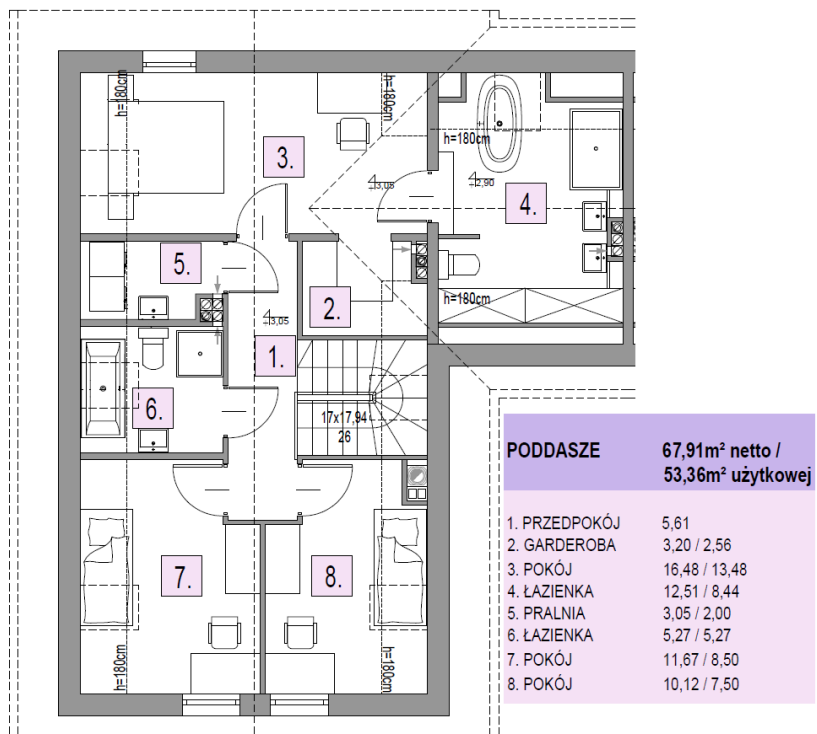 h=180cm
h=180cm
h=180cm
3.
3,05
2,90
4.
5.
2.
h=180cm
3,05
1.
6.
17x17,94
26
7.
8.
h=180cm
h=180cm
PODDASZE 67,91m² netto /
53,36m² użytkowej
1. PRZEDPOKÓJ 5,61
2. GARDEROBA 3,20 / 2,56
3. POKÓJ 16,48 / 13,48
4. ŁAZIENKA 12,51 / 8,44
5. PRALNIA 3,05 / 2,00
6. ŁAZIENKA 5,27 / 5,27
7. POKÓJ 11,67 / 8,50
8. POKÓJ 10,12 / 7,50